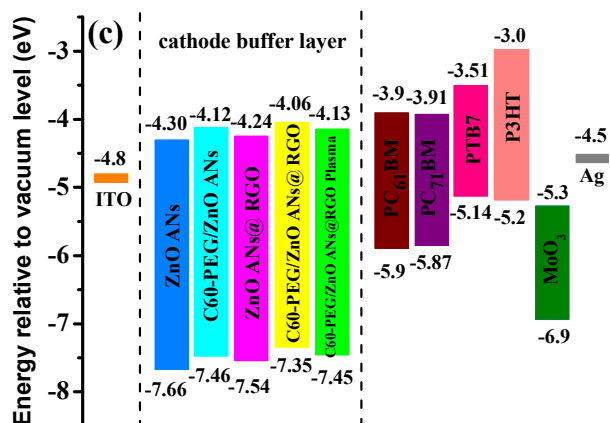 (c)
cathode buffer layer
Energy relative to vacuum level (eV)
-3
-4
-5
-6
-7
-8
-4.8
ITO
-4.30
ZnO ANs
-7.66
-4.12
C60-PEG/ZnO ANs
-7.46
-4.24
ZnO ANs@ RGO
-7.54
-4.06
C60-PEG/ZnO ANs@ RGO
-7.35
-4.13
C60-PEG/ZnO ANs@RGO Plasma
-7.45
-3.9
PC61BM
-5.9
-3.91
PC71BM
-5.87
-3.51
PTB7
-5.14
-3.0
P3HT
-5.2
-5.3
MoO3
-6.9
-4.5
Ag